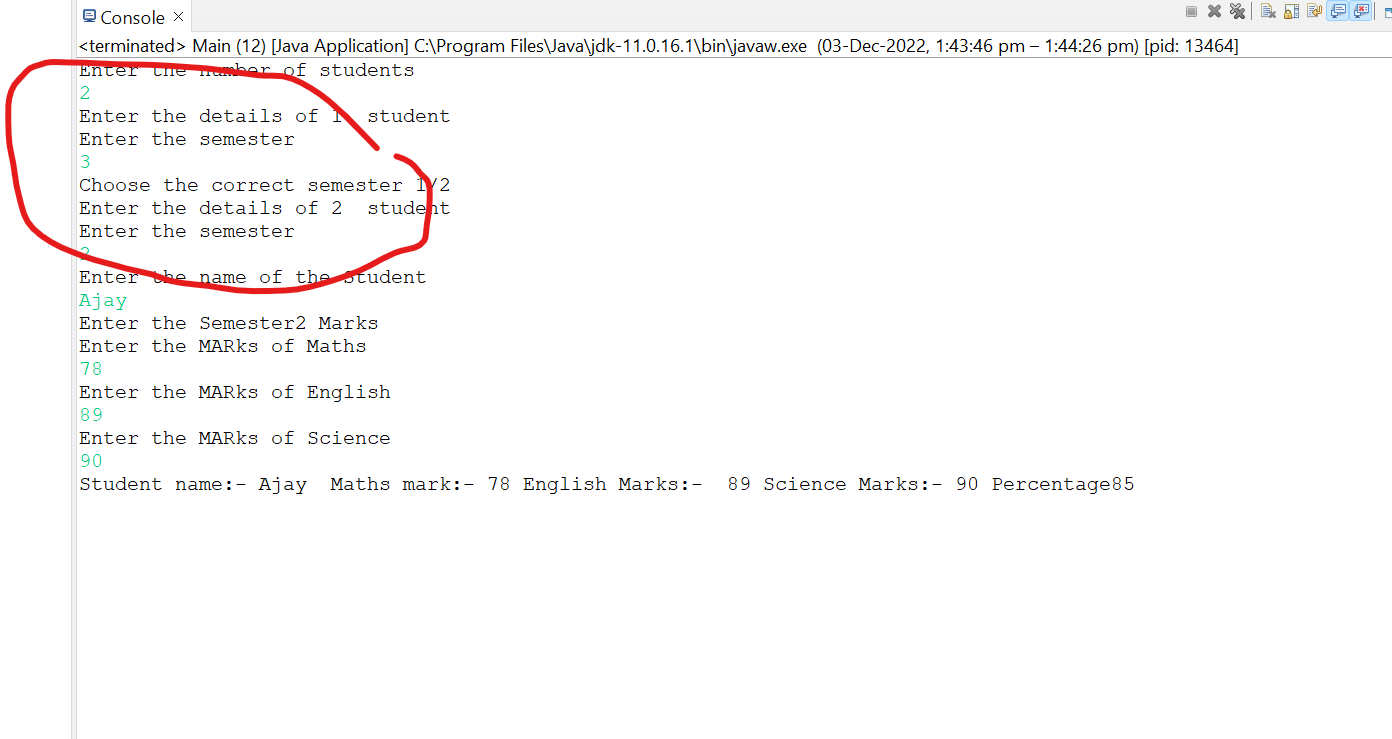 Console
<terminated> Main (12) [Java Application] C:\Program Files\Java\jdk-11.0.16.1\bin\javaw.exe (03-Dec-2022, 1:43:46 pm – 1:44:26 pm) [pid: 13464]
Enter the number of students
2
Enter the details of 1  student
Enter the semester
3
Choose the correct semester 1/2
Enter the details of 2  student
Enter the semester
2
Enter the name of the Student
Ajay
Enter the Semester2 Marks
Enter the MARks of Maths
78
Enter the MARks of English
89
Enter the MARks of Science
90
Student name:- Ajay  Maths mark:- 78 English Marks:-  89 Science Marks:- 90 Percentage85